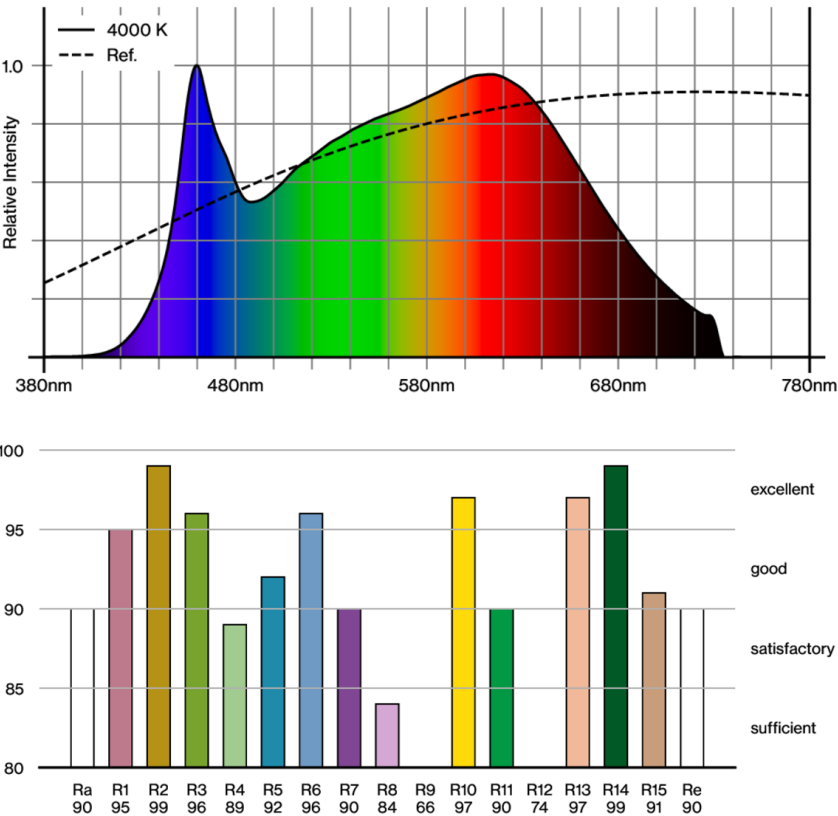 4000 K
Ref.
1.0
Relative Intensity
380nm 480nm 580nm 680nm 780nm
100
excellent
95
good
90
satisfactory
85
sufficient
80
Ra R1 R2 R3 R4 R5 R6 R7 R8 R9 R10 R11 R12 R13 R14 R15 Re
90 95 99 96 89 92 96 90 84 66 97 90 74 97 99 91 90